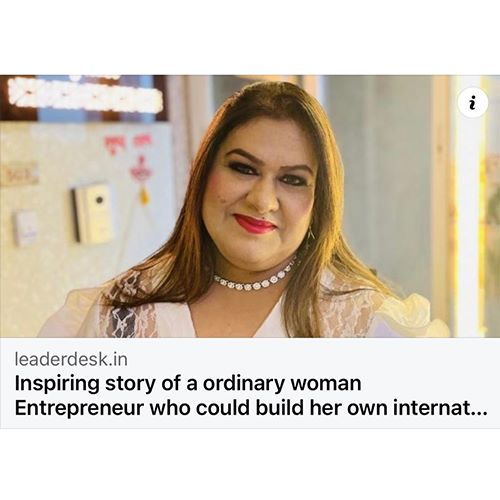 leaderdesk.in
Inspiring story of a ordinary woman
Entrepreneur who could build her own internat...